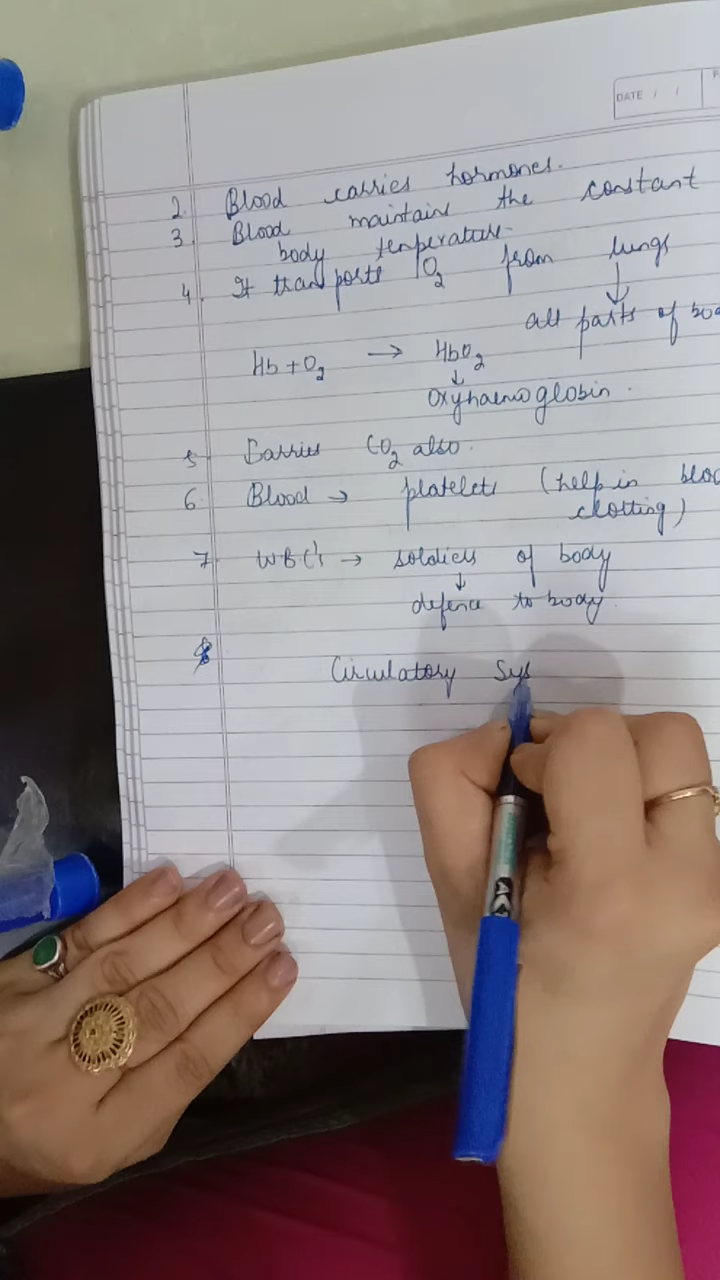 DATE / /
2. Blood carries hormones.
3 Blood maintains the constant
body temperature.
4. It transports O2 from lungs
↓
all parts of bo
Hb + O2 → HbO2
↓
Oxyhaemoglobin.
5 Carries CO2 also.
6. Blood → platelets (help in bloo
clotting)
7. WBC's → soldiers of body
↓
defence to body.
8
Circulatory Sys